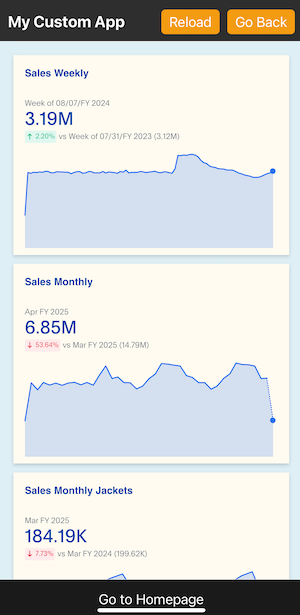 My Custom App
Reload
Go Back
Sales Weekly
Week of 08/07/FY 2024
3.19M
↑ 2.20% vs Week of 07/31/FY 2023 (3.12M)
Sales Monthly
Apr FY 2025
6.85M
↓ 53.64% vs Mar FY 2025 (14.79M)
Sales Monthly Jackets
Mar FY 2025
184.19K
↓ 7.73% vs Mar FY 2024 (199.62K)
Go to Homepage